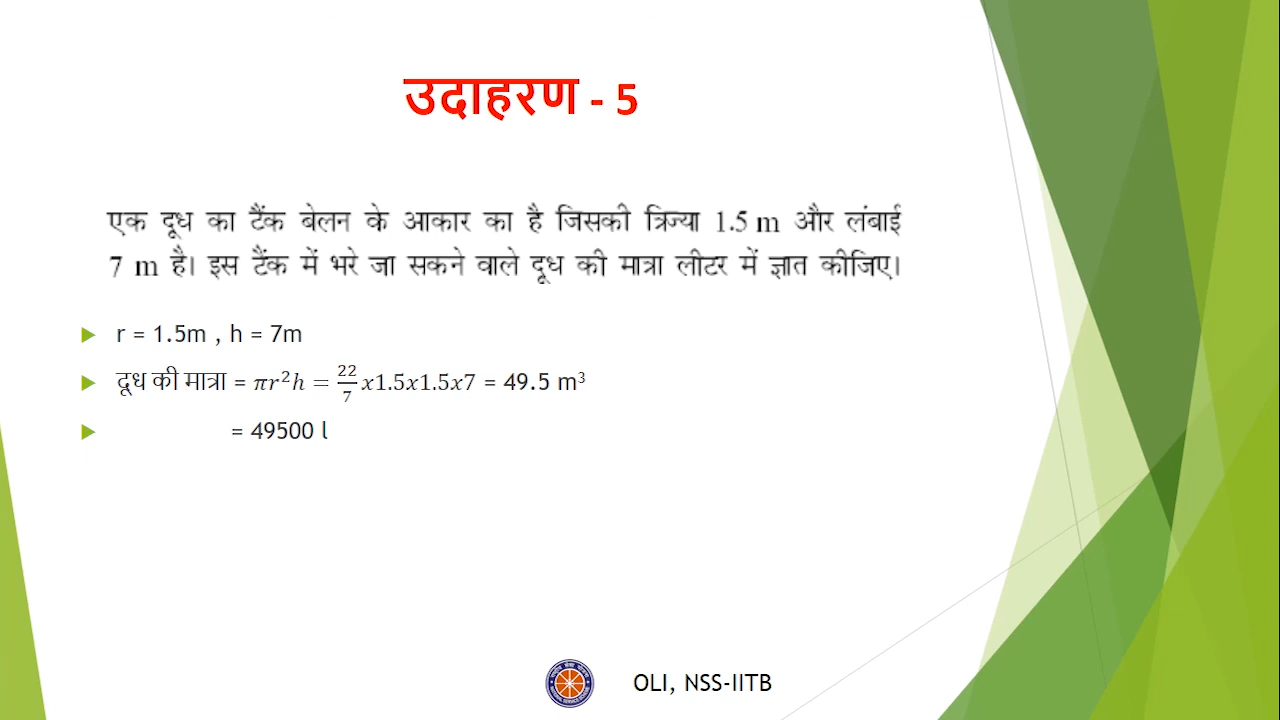 उदाहरण - 5
एक दूध का टैंक बेलन के आकार का है जिसकी त्रिज्या 1.5 m और लंबाई
7 m है। इस टैंक में भरे जा सकने वाले दूध की मात्रा लीटर में ज्ञात कीजिए।
r = 1.5m , h = 7m
दूध की मात्रा = πr²h = 22/7 x1.5x1.5x7 = 49.5 m³
= 49500 l
OLI, NSS-IITB